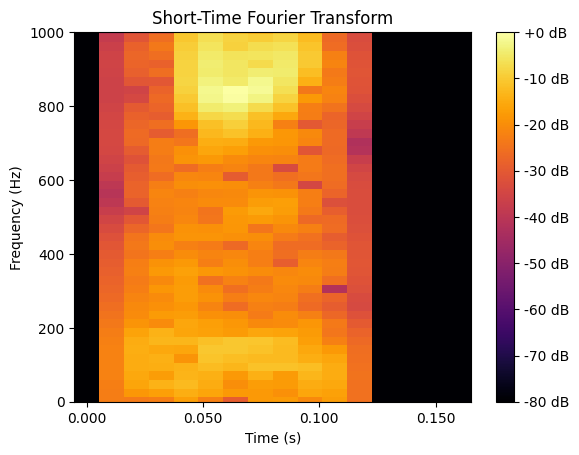 Short-Time Fourier Transform
Frequency (Hz)
1000
800
600
400
200
0
0.000
0.050
0.100
0.150
Time (s)
+0 dB
-10 dB
-20 dB
-30 dB
-40 dB
-50 dB
-60 dB
-70 dB
-80 dB